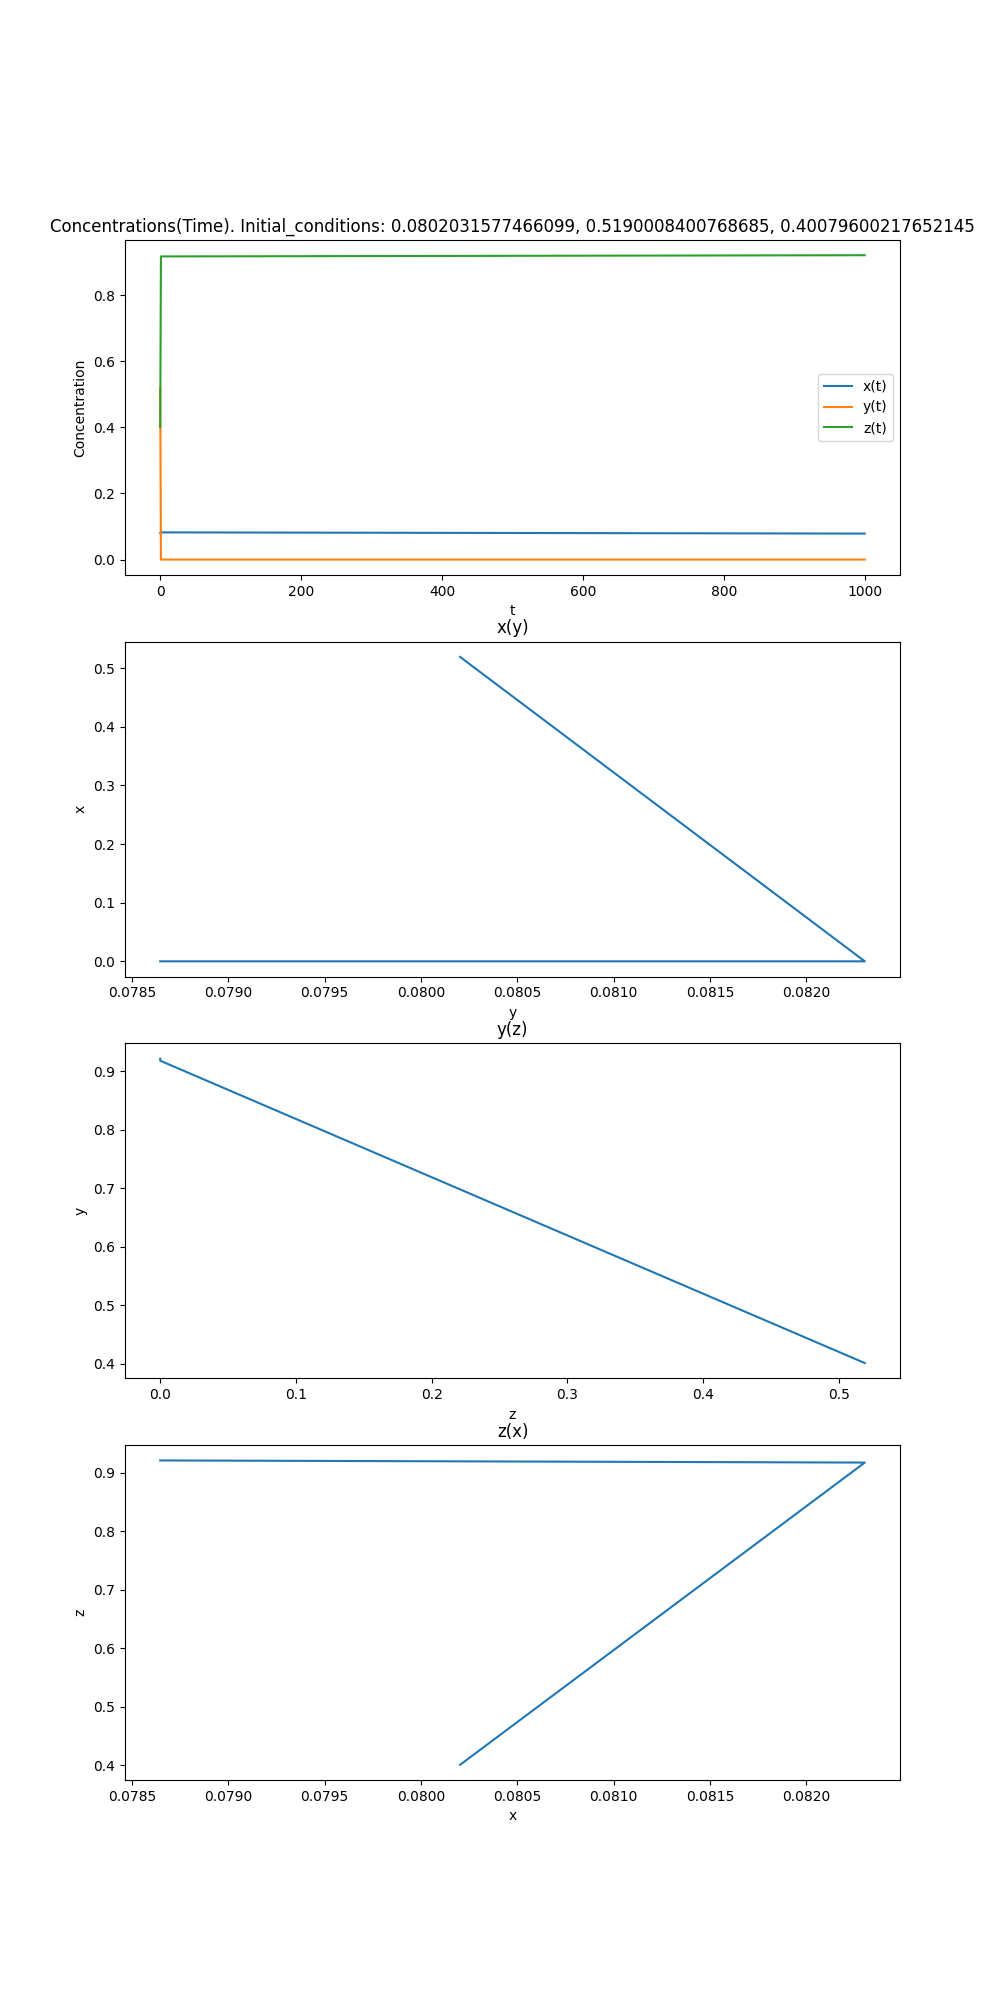 Concentrations(Time). Initial_conditions: 0.0802031577466099, 0.5190008400768685, 0.40079600217652145
0.8
0.6
0.4
0.2
0.0
Concentration
x(t)
y(t)
z(t)
0 200 400 600 800 1000
t
x(y)
0.5
0.4
0.3
0.2
0.1
0.0
x
0.0785 0.0790 0.0795 0.0800 0.0805 0.0810 0.0815 0.0820
y
y(z)
0.9
0.8
0.7
0.6
0.5
0.4
y
0.0 0.1 0.2 0.3 0.4 0.5
z
z(x)
0.9
0.8
0.7
0.6
0.5
0.4
z
0.0785 0.0790 0.0795 0.0800 0.0805 0.0810 0.0815 0.0820
x